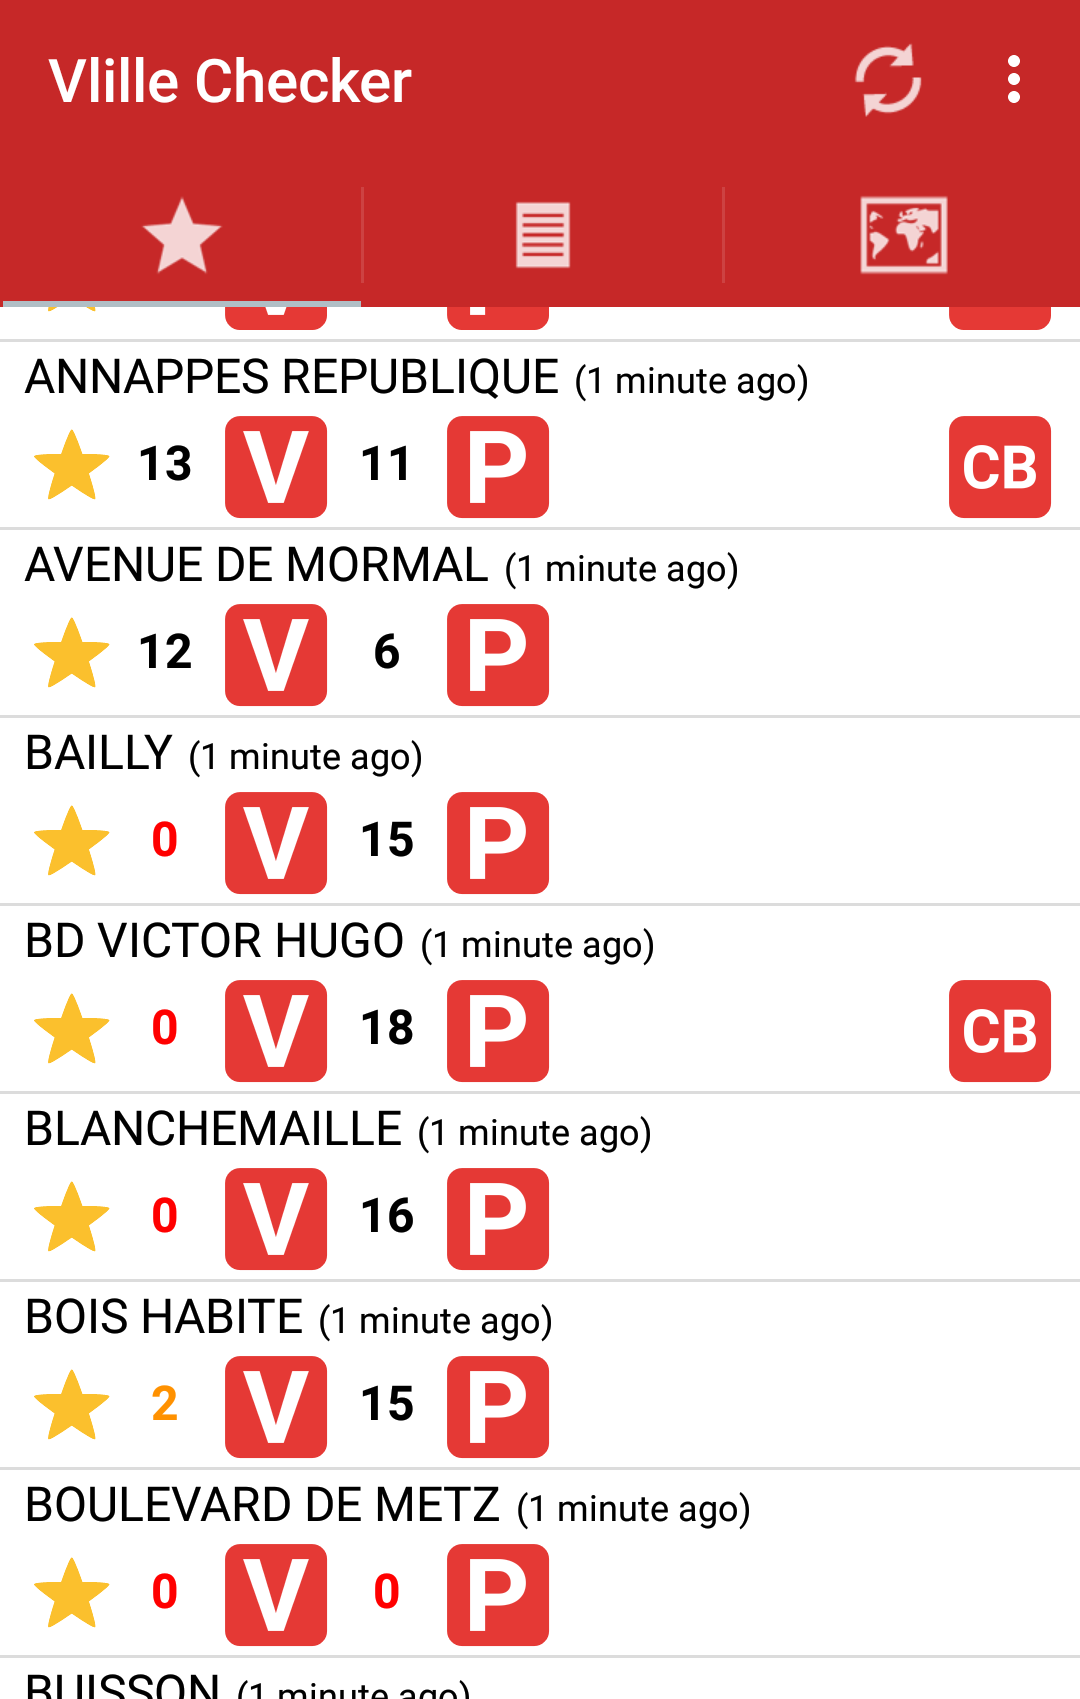 Vlille Checker
ANNAPPES REPUBLIQUE (1 minute ago)
13 V 11 P CB
AVENUE DE MORMAL (1 minute ago)
12 V 6 P
BAILLY (1 minute ago)
0 V 15 P
BD VICTOR HUGO (1 minute ago)
0 V 18 P CB
BLANCHEMAILLE (1 minute ago)
0 V 16 P
BOIS HABITE (1 minute ago)
2 V 15 P
BOULEVARD DE METZ (1 minute ago)
0 V 0 P
BUISSON (1 minute ago)